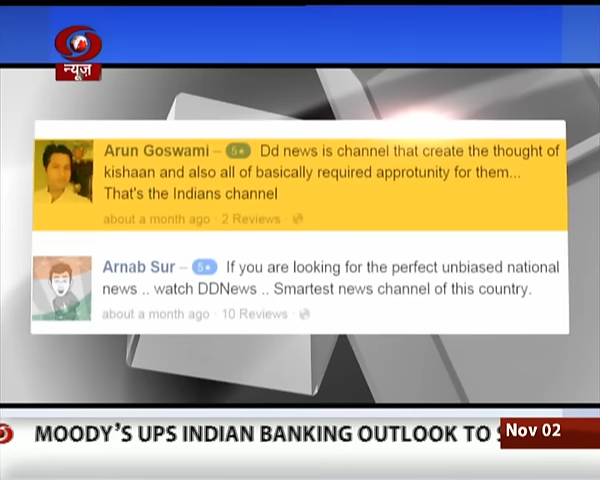 न्यूज़
Arun Goswami – 5★ Dd news is channel that create the thought of
kishaan and also all of basically required approtunity for them...
That's the Indians channel
about a month ago · 2 Reviews ·
Arnab Sur – 5★ If you are looking for the perfect unbiased national
news .. watch DDNews .. Smartest news channel of this country.
about a month ago · 10 Reviews ·
MOODY'S UPS INDIAN BANKING OUTLOOK TO
Nov 02